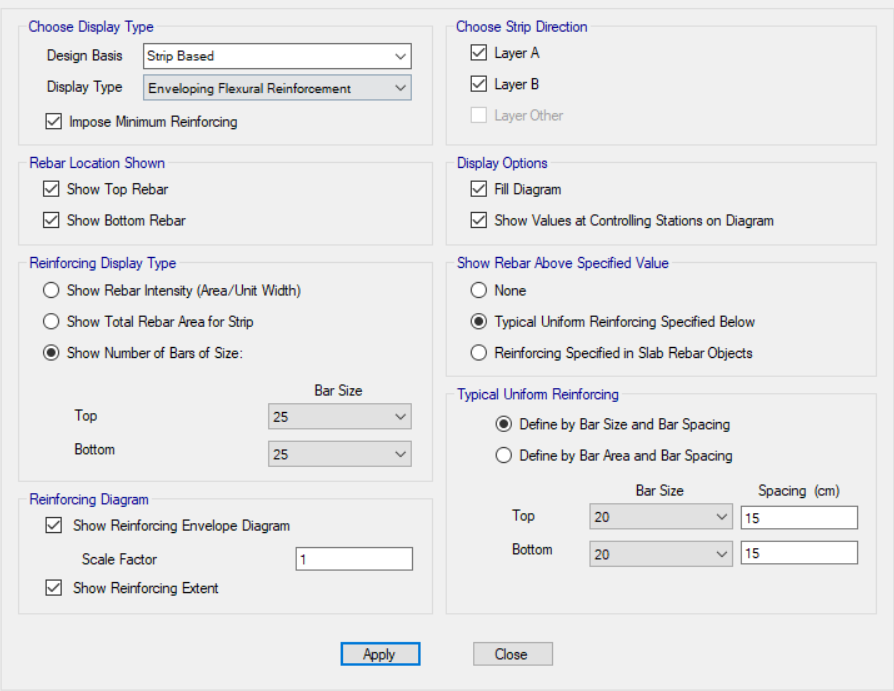 Choose Display Type
Design Basis Strip Based
Display Type Enveloping Flexural Reinforcement
Impose Minimum Reinforcing
Rebar Location Shown
Show Top Rebar
Show Bottom Rebar
Reinforcing Display Type
Show Rebar Intensity (Area/Unit Width)
Show Total Rebar Area for Strip
Show Number of Bars of Size:
Bar Size
Top 25
Bottom 25
Reinforcing Diagram
Show Reinforcing Envelope Diagram
Scale Factor 1
Show Reinforcing Extent
Choose Strip Direction
Layer A
Layer B
Layer Other
Display Options
Fill Diagram
Show Values at Controlling Stations on Diagram
Show Rebar Above Specified Value
None
Typical Uniform Reinforcing Specified Below
Reinforcing Specified in Slab Rebar Objects
Typical Uniform Reinforcing
Define by Bar Size and Bar Spacing
Define by Bar Area and Bar Spacing
Bar Size Spacing (cm)
Top 20 15
Bottom 20 15
Apply Close